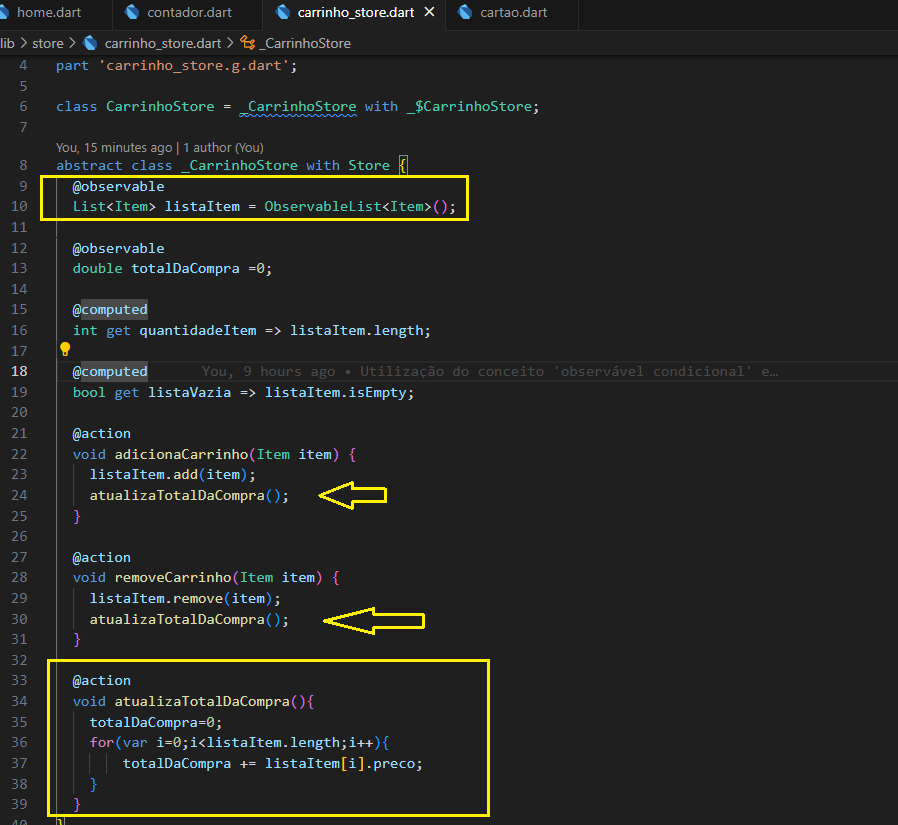 home.dart contador.dart carrinho_store.dart × cartao.dart
lib > store > carrinho_store.dart > _CarrinhoStore
4 part 'carrinho_store.g.dart';
5
6 class CarrinhoStore = _CarrinhoStore with _$CarrinhoStore;
7
You, 15 minutes ago | 1 author (You)
8 abstract class _CarrinhoStore with Store {
9 @observable
10 List<Item> listaItem = ObservableList<Item>();
11
12 @observable
13 double totalDaCompra =0;
14
15 @computed
16 int get quantidadeItem => listaItem.length;
17
18 @computed You, 9 hours ago • Utilização do conceito 'observável condicional' e…
19 bool get listaVazia => listaItem.isEmpty;
20
21 @action
22 void adicionaCarrinho(Item item) {
23 listaItem.add(item);
24 atualizaTotalDaCompra();
25 }
26
27 @action
28 void removeCarrinho(Item item) {
29 listaItem.remove(item);
30 atualizaTotalDaCompra();
31 }
32
33 @action
34 void atualizaTotalDaCompra(){
35 totalDaCompra=0;
36 for(var i=0;i<listaItem.length;i++){
37 totalDaCompra += listaItem[i].preco;
38 }
39 }
40 }